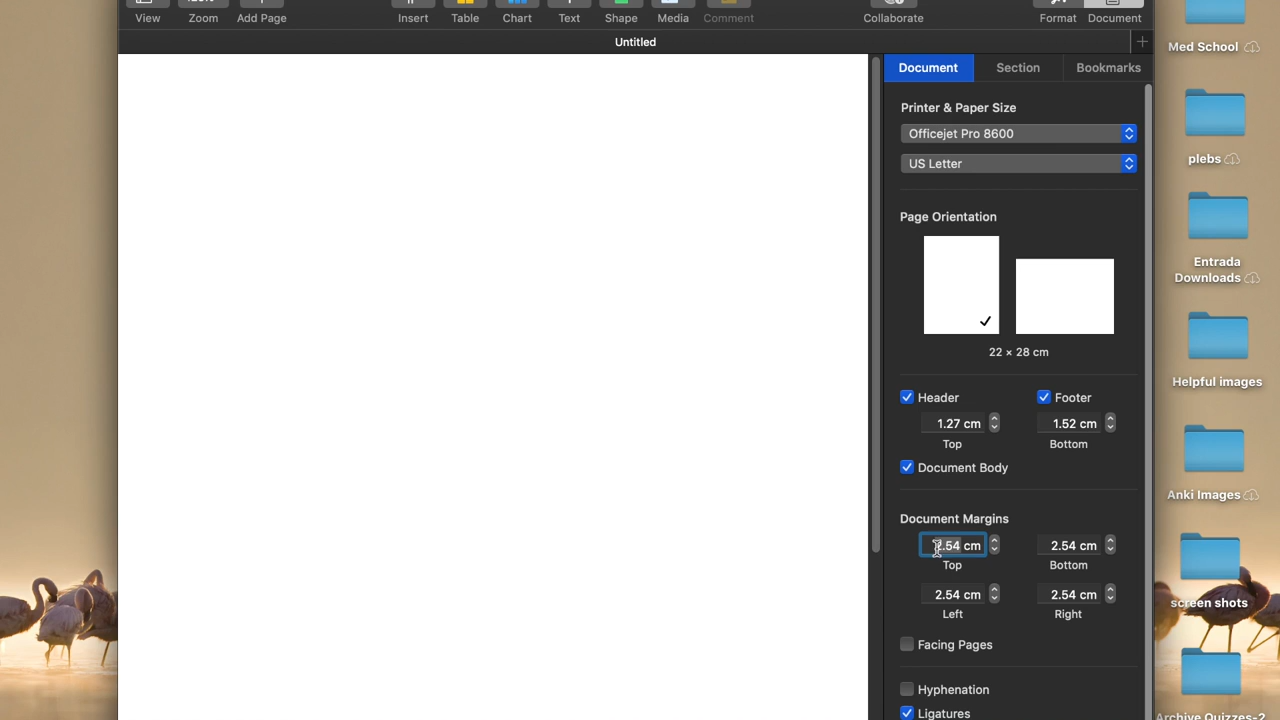 View Zoom Add Page Insert Table Chart Text Shape Media Comment Collaborate Format Document
Untitled
Document Section Bookmarks
Printer & Paper Size
Officejet Pro 8600
US Letter
Page Orientation
22 × 28 cm
Header Footer
1.27 cm 1.52 cm
Top Bottom
Document Body
Document Margins
2.54 cm 2.54 cm
Top Bottom
2.54 cm 2.54 cm
Left Right
Facing Pages
Hyphenation
Ligatures
Med School
plebs
Entrada
Downloads
Helpful images
Anki Images
screen shots
Archive Quizzes-2